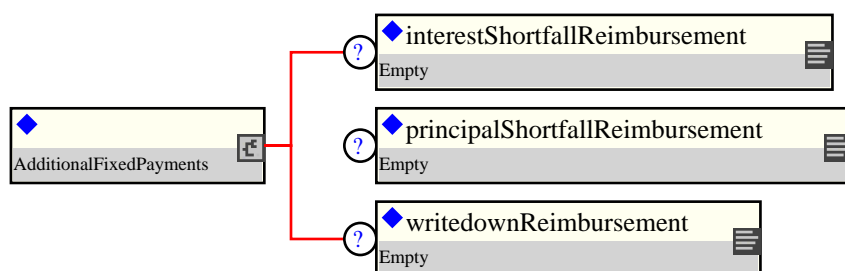 ?
interestShortfallReimbursement
Empty
AdditionalFixedPayments
?
principalShortfallReimbursement
Empty
?
writedownReimbursement
Empty